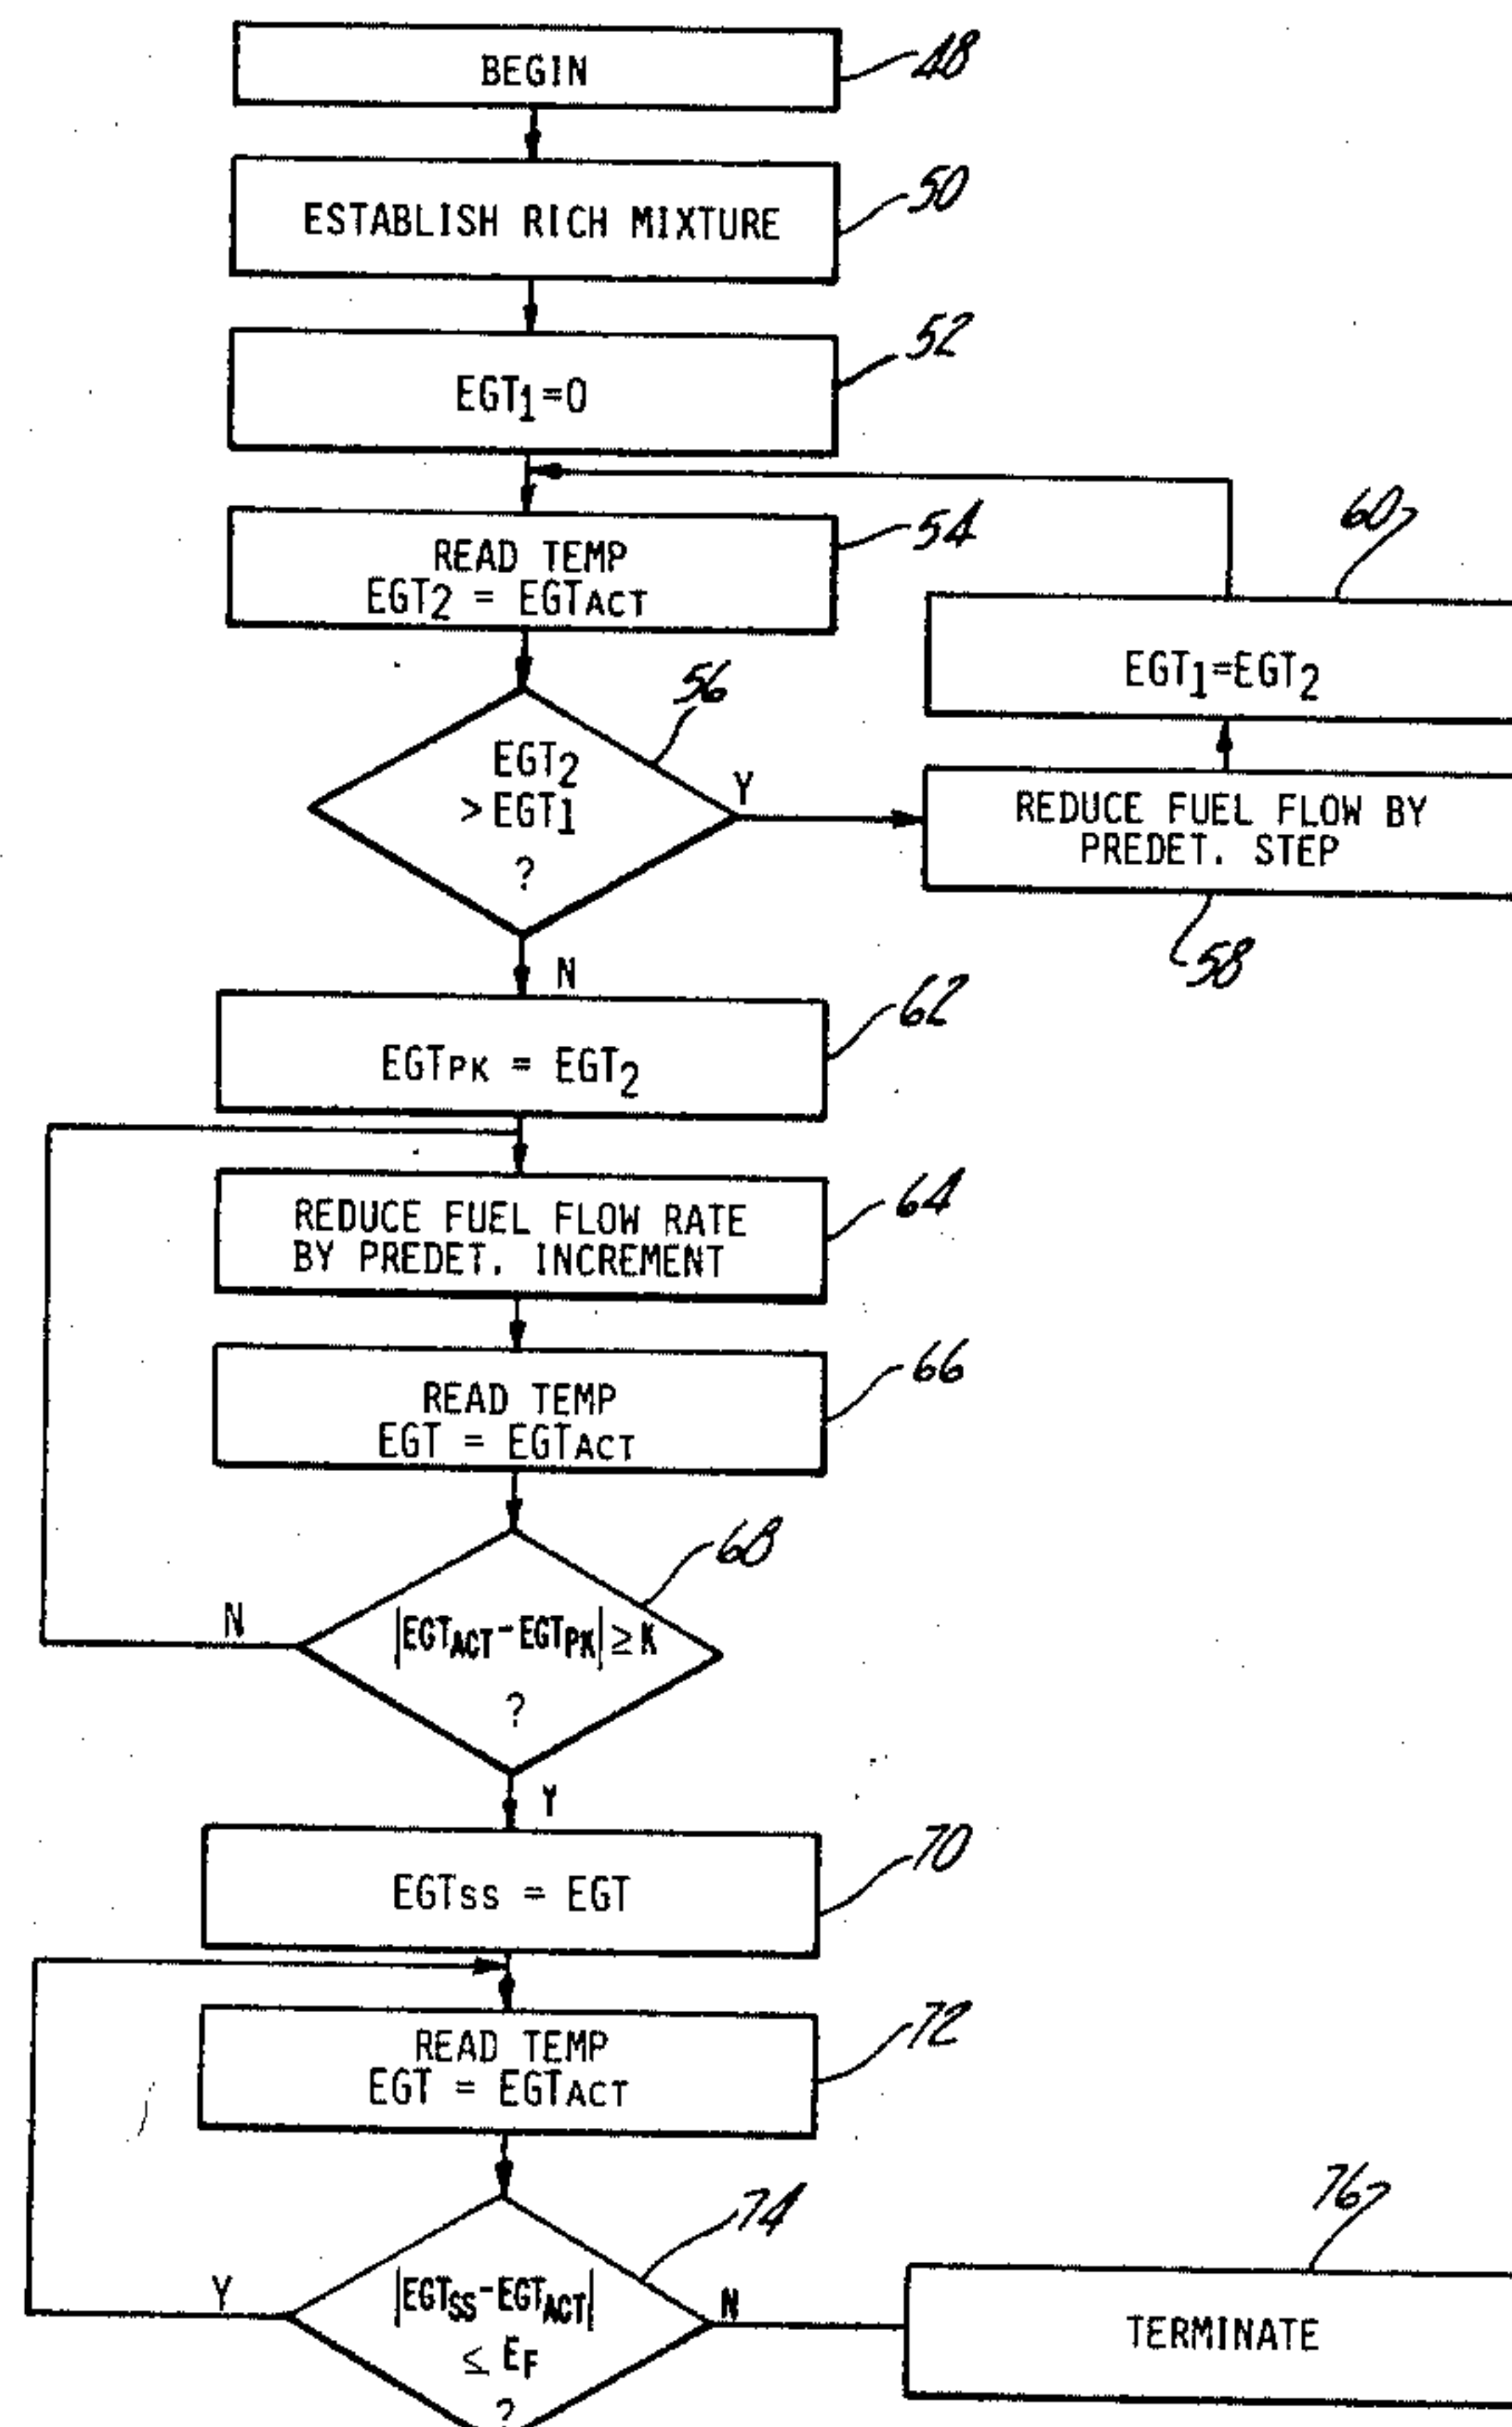 BEGIN
48
ESTABLISH RICH MIXTURE
50
EGT1=0
52
READ TEMP
EGT2 = EGTACT
54
60
EGT1=EGT2
56
EGT2
> EGT1
?
Y
REDUCE FUEL FLOW BY
PREDET. STEP
58
N
EGTPK = EGT2
62
REDUCE FUEL FLOW RATE
BY PREDET. INCREMENT
64
READ TEMP
EGT = EGTACT
66
68
|EGTACT-EGTPK| ≥ K
?
N
Y
EGTSS = EGT
70
READ TEMP
EGT = EGTACT
72
74
|EGTSS-EGTACT|
≤ EF
?
Y
N
76
TERMINATE